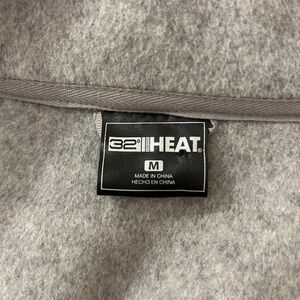 32° HEAT®
M
MADE IN CHINA
HECHO EN CHINA